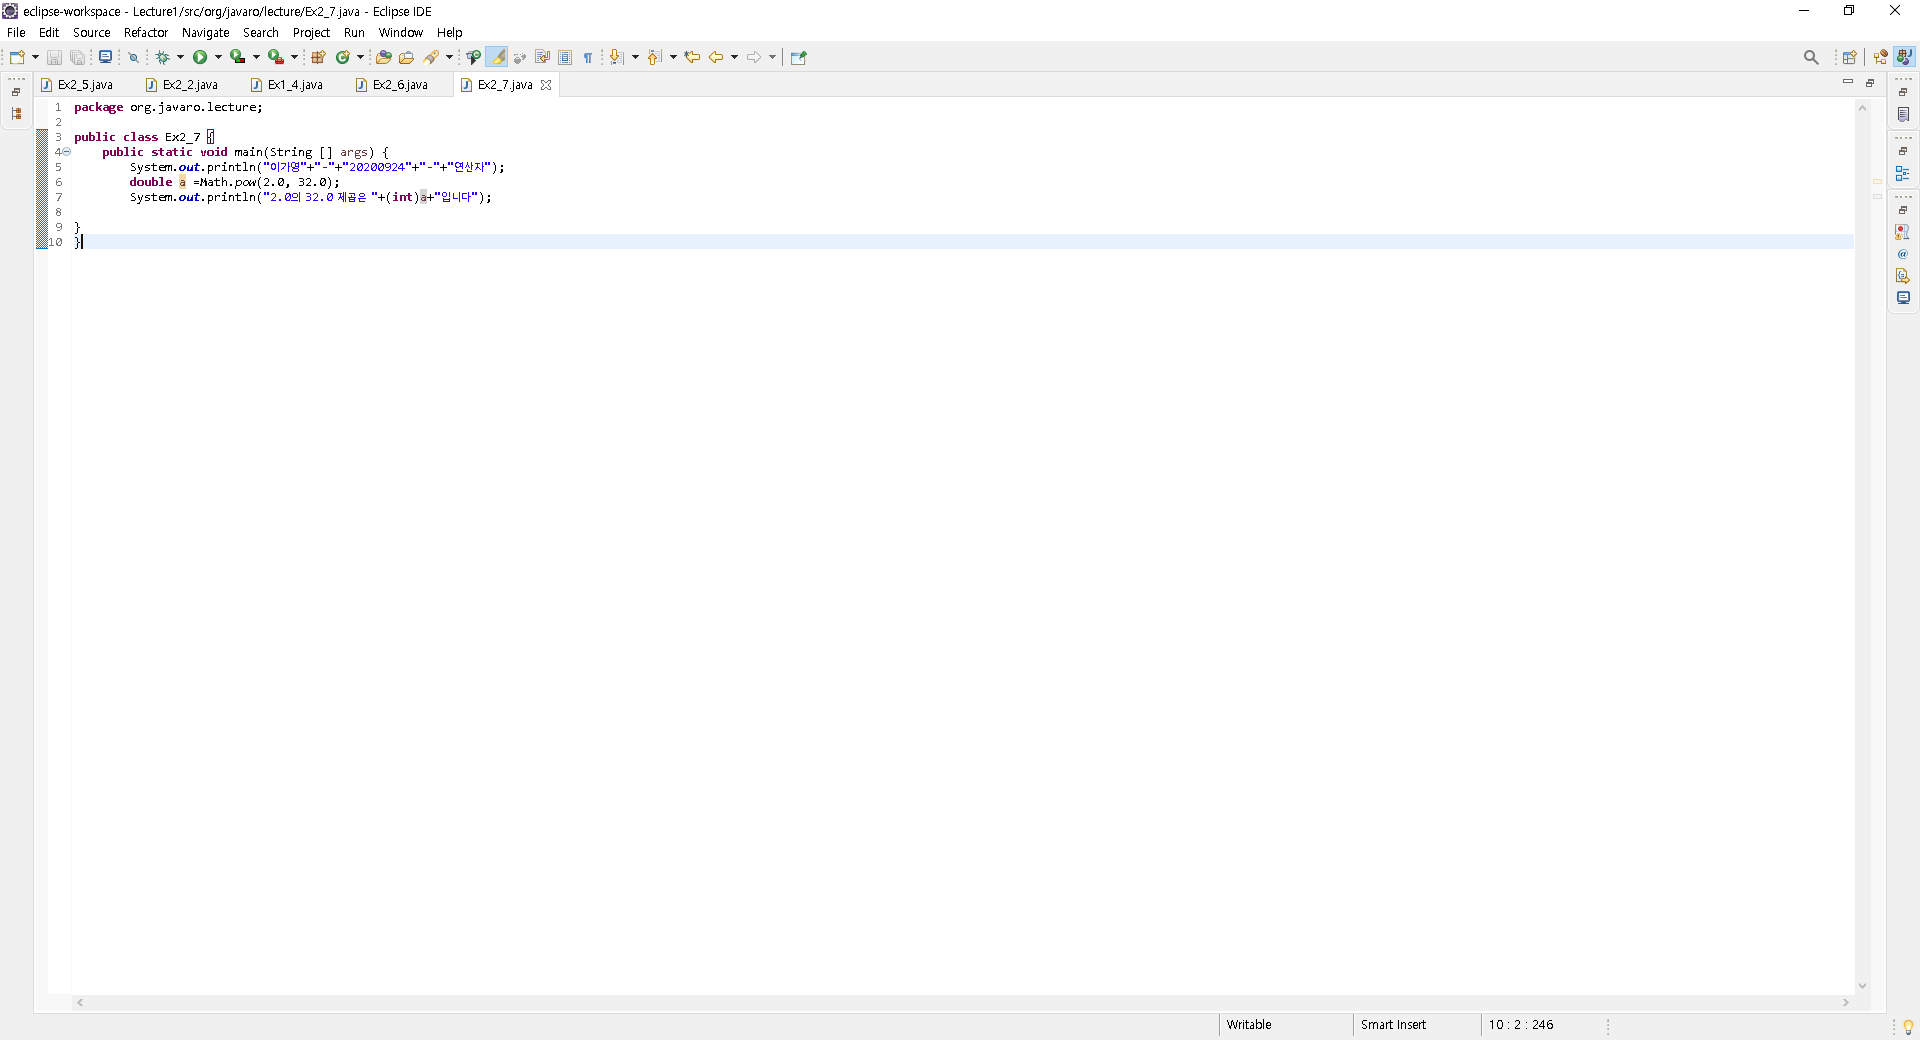 eclipse-workspace - Lecture1/src/org/javaro/lecture/Ex2_7.java - Eclipse IDE
File Edit Source Refactor Navigate Search Project Run Window Help
Ex2_5.java Ex2_2.java Ex1_4.java Ex2_6.java Ex2_7.java
1 package org.javaro.lecture;
2
3 public class Ex2_7 {
4 public static void main(String [] args) {
5 System.out.println("이가영"+"-"+"20200924"+"-"+"연산자");
6 double a =Math.pow(2.0, 32.0);
7 System.out.println("2.0의 32.0 제곱은 "+(int)a+"입니다");
8
9 }
10 }
Writable Smart Insert 10 : 2 : 246